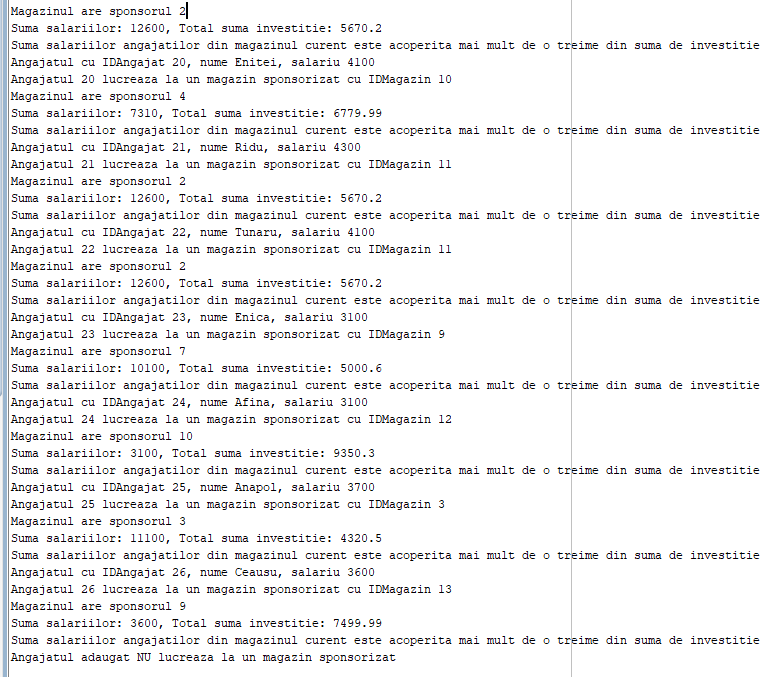 Magazinul are sponsorul 2
Suma salariilor: 12600, Total suma investitie: 5670.2
Suma salariilor angajatilor din magazinul curent este acoperita mai mult de o treime din suma de investitie
Angajatul cu IDAngajat 20, nume Enitei, salariu 4100
Angajatul 20 lucreaza la un magazin sponsorizat cu IDMagazin 10
Magazinul are sponsorul 4
Suma salariilor: 7310, Total suma investitie: 6779.99
Suma salariilor angajatilor din magazinul curent este acoperita mai mult de o treime din suma de investitie
Angajatul cu IDAngajat 21, nume Ridu, salariu 4300
Angajatul 21 lucreaza la un magazin sponsorizat cu IDMagazin 11
Magazinul are sponsorul 2
Suma salariilor: 12600, Total suma investitie: 5670.2
Suma salariilor angajatilor din magazinul curent este acoperita mai mult de o treime din suma de investitie
Angajatul cu IDAngajat 22, nume Tunaru, salariu 4100
Angajatul 22 lucreaza la un magazin sponsorizat cu IDMagazin 11
Magazinul are sponsorul 2
Suma salariilor: 12600, Total suma investitie: 5670.2
Suma salariilor angajatilor din magazinul curent este acoperita mai mult de o treime din suma de investitie
Angajatul cu IDAngajat 23, nume Enica, salariu 3100
Angajatul 23 lucreaza la un magazin sponsorizat cu IDMagazin 9
Magazinul are sponsorul 7
Suma salariilor: 10100, Total suma investitie: 5000.6
Suma salariilor angajatilor din magazinul curent este acoperita mai mult de o treime din suma de investitie
Angajatul cu IDAngajat 24, nume Afina, salariu 3100
Angajatul 24 lucreaza la un magazin sponsorizat cu IDMagazin 12
Magazinul are sponsorul 10
Suma salariilor: 3100, Total suma investitie: 9350.3
Suma salariilor angajatilor din magazinul curent este acoperita mai mult de o treime din suma de investitie
Angajatul cu IDAngajat 25, nume Anapol, salariu 3700
Angajatul 25 lucreaza la un magazin sponsorizat cu IDMagazin 3
Magazinul are sponsorul 3
Suma salariilor: 11100, Total suma investitie: 4320.5
Suma salariilor angajatilor din magazinul curent este acoperita mai mult de o treime din suma de investitie
Angajatul cu IDAngajat 26, nume Ceausu, salariu 3600
Angajatul 26 lucreaza la un magazin sponsorizat cu IDMagazin 13
Magazinul are sponsorul 9
Suma salariilor: 3600, Total suma investitie: 7499.99
Suma salariilor angajatilor din magazinul curent este acoperita mai mult de o treime din suma de investitie
Angajatul adaugat NU lucreaza la un magazin sponsorizat